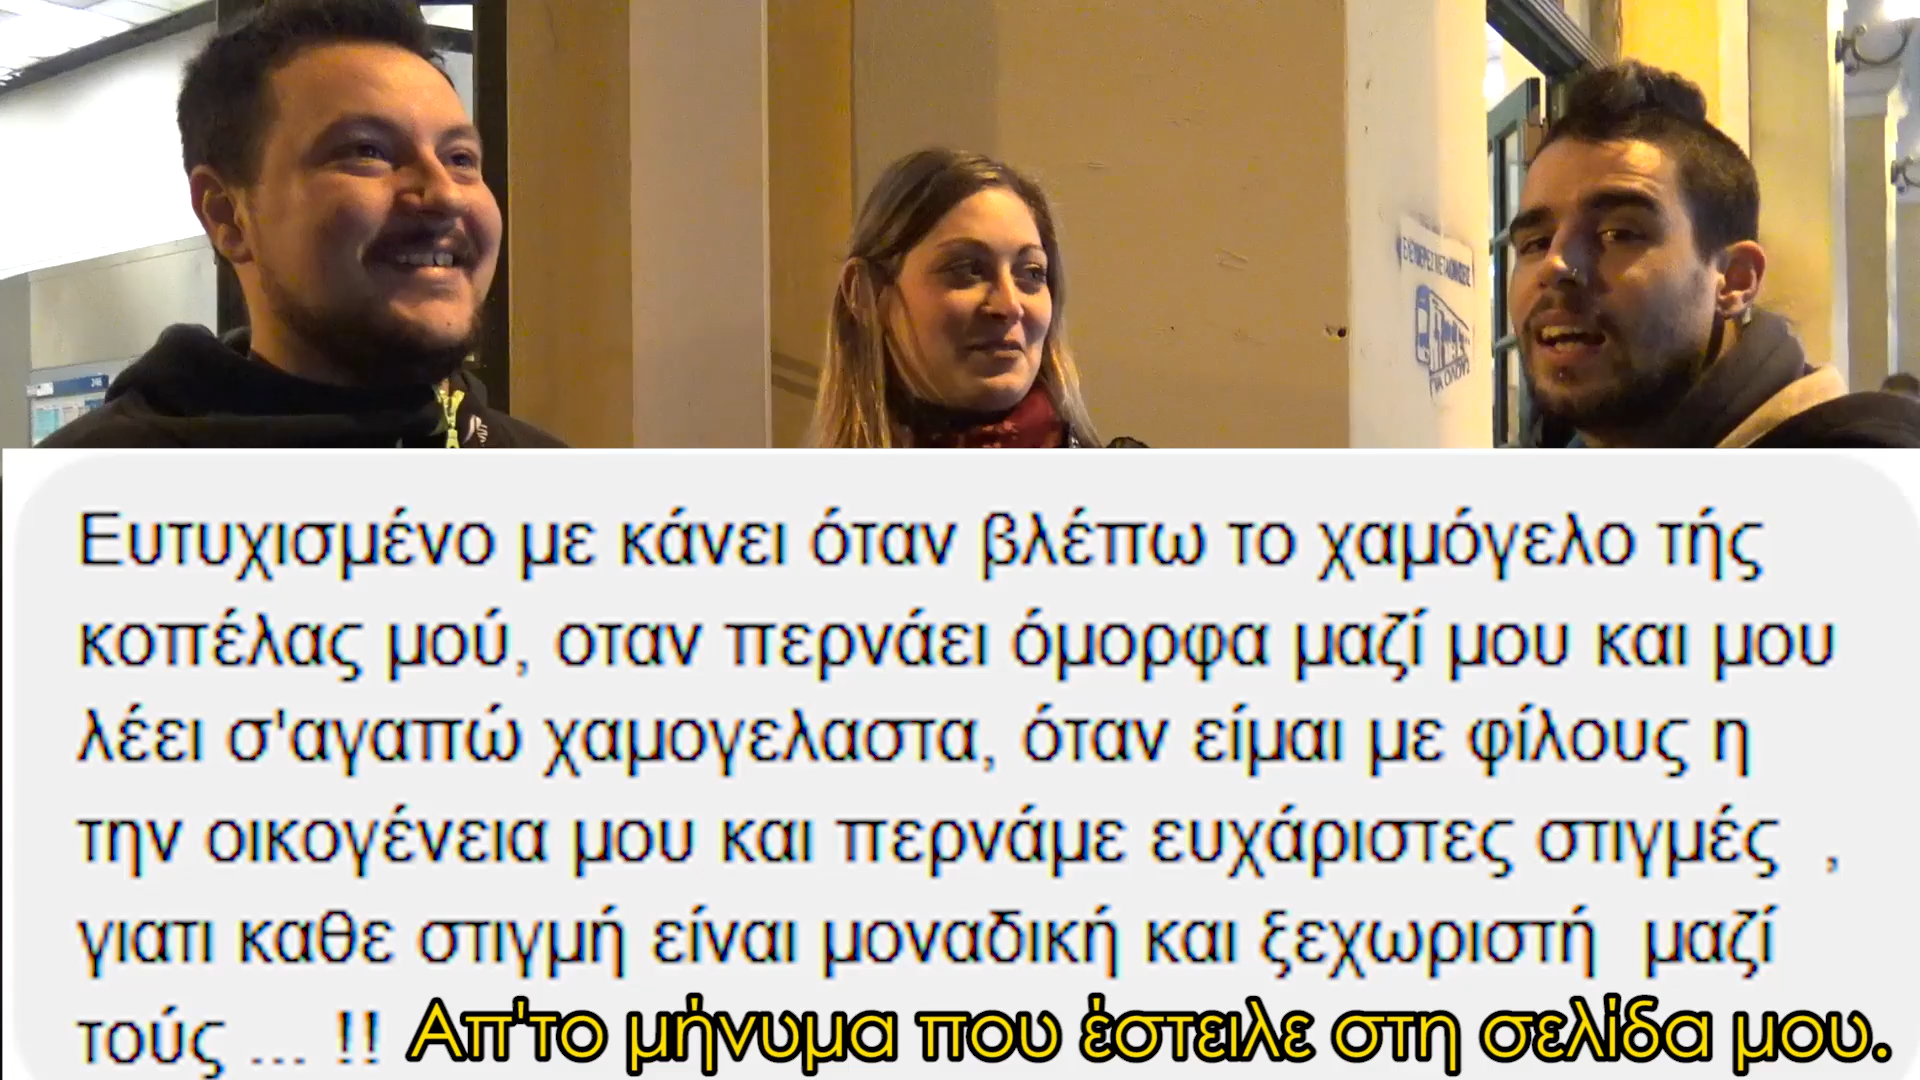 ΓΙΑ ΟΛΟΥΣ
Ευτυχισμένο με κάνει όταν βλέπω το χαμόγελο τής
κοπέλας μού, οταν περνάει όμορφα μαζί μου και μου
λέει σ'αγαπώ χαμογελαστα, όταν είμαι με φίλους η
την οικογένεια μου και περνάμε ευχάριστες στιγμές ,
γιατι καθε στιγμή είναι μοναδική και ξεχωριστή μαζί
τούς ... !! Απ'το μήνυμα που έστειλε στη σελίδα μου.